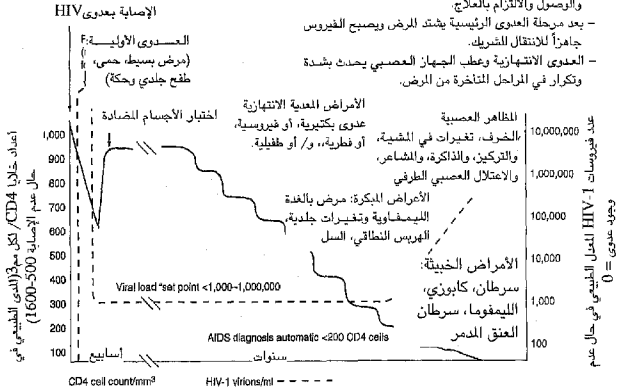 والوصول والالتزام بالعلاج.
– بعد مرحلة العدوى الرئيسية يشتد المرض ويصبح الفيروس
جاهزاً للانتقال للشريك.
– العدوى الانتهازية وعطب الجهاز العصبي يحدث بشدة
وتكرار في المراحل المتأخرة من المرض.
الإصابة بعدوى HIV
العـــدوى الأوليـــة:
(مرض بسيط، حمى،
طفح جلدي وحكة)
اختبار الأجسام المضادة
الأمراض المعدية الانتهازية
عدوى بكتيرية، أو فيروسية،
أو فطرية،، و/ أو طفيلية.
المظاهر العصبية
الخرف، تغيرات في المشية،
والتركيز، والذاكرة، والمشاعر،
والاعتلال العصبي الطرفي
الأعراض المبكرة: مرض بالغدة
الليمفاوية وتغيرات جلدية،
الهربس النطاقي، السل
الأمراض الخبيثة:
سرطان، كابوزي،
الليمفوما، سرطان
العنق المدمر
أعداد خلايا CD4/ لكل مم3(المدى الطبيعي في
حال عدم الإصابة 500-1600)
1,000
900
800
700
600
500
400
300
200
100
عدد فيروسات HIV-1 المعدل الطبيعي في حال عدم
وجود عدوى = 0
10,000,000
1,000,000
100,000
10,000
1,000
100
Viral load "set point <1,000–1,000,000
AIDS diagnosis automatic <200 CD4 cells
أسابيع
سنوات
CD4 cell count/mm³
HIV-1 virions/ml